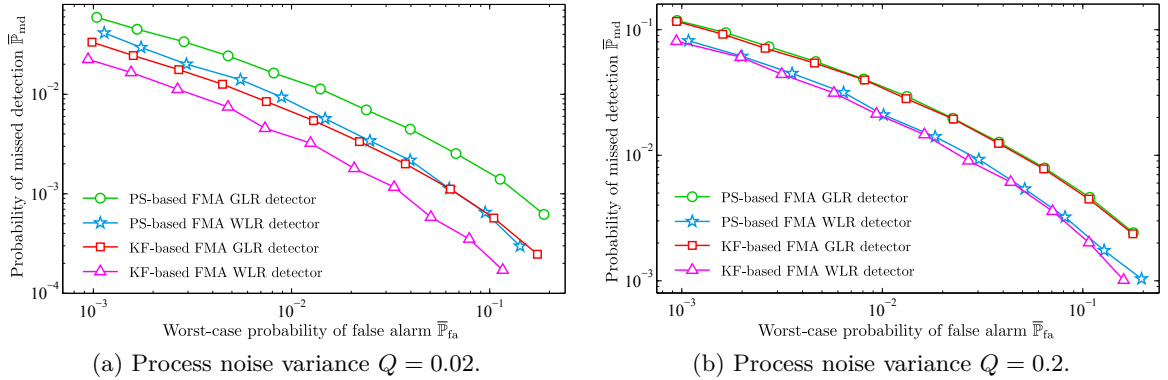 Probability of missed detection P̅md
10⁻²
10⁻³
10⁻⁴
PS-based FMA GLR detector
PS-based FMA WLR detector
KF-based FMA GLR detector
KF-based FMA WLR detector
10⁻³ 10⁻² 10⁻¹
Worst-case probability of false alarm P̅fa
(a) Process noise variance Q = 0.02.
Probability of missed detection P̅md
10⁻¹
10⁻²
10⁻³
PS-based FMA GLR detector
PS-based FMA WLR detector
KF-based FMA GLR detector
KF-based FMA WLR detector
10⁻³ 10⁻² 10⁻¹
Worst-case probability of false alarm P̅fa
(b) Process noise variance Q = 0.2.